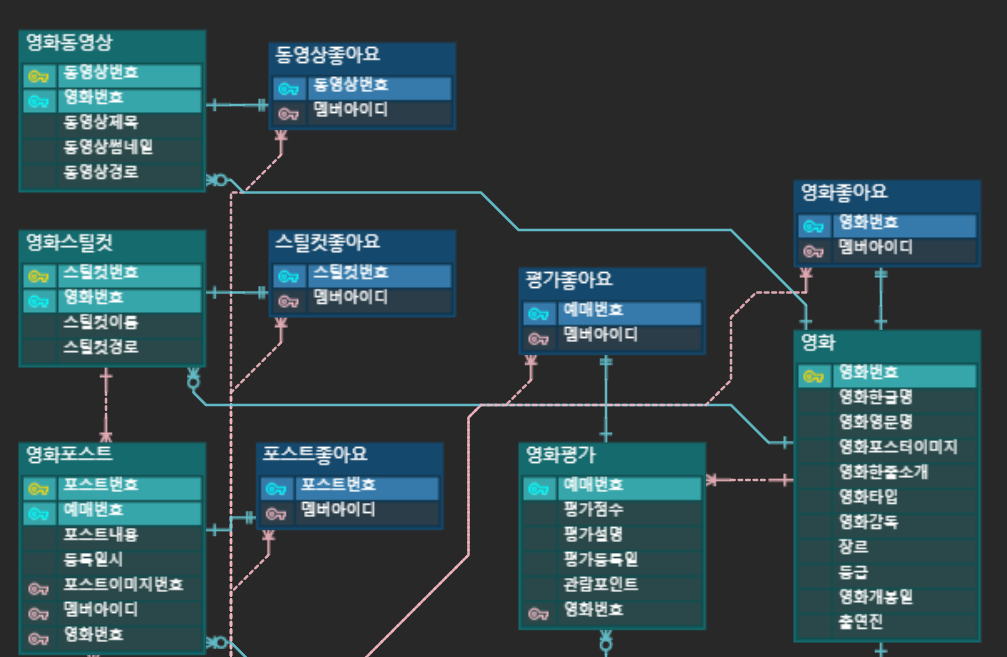 영화동영상
동영상번호
영화번호
동영상제목
동영상썸네일
동영상경로
동영상좋아요
동영상번호
멤버아이디
영화스틸컷
스틸컷번호
영화번호
스틸컷이름
스틸컷경로
스틸컷좋아요
스틸컷번호
멤버아이디
평가좋아요
예매번호
멤버아이디
영화좋아요
영화번호
멤버아이디
영화
영화번호
영화한글명
영화영문명
영화포스터이미지
영화한줄소개
영화타입
영화감독
장르
등급
영화개봉일
출연진
영화포스트
포스트번호
예매번호
포스트내용
등록일시
포스트이미지번호
멤버아이디
영화번호
포스트좋아요
포스트번호
멤버아이디
영화평가
예매번호
평가점수
평가설명
평가등록일
관람포인트
영화번호